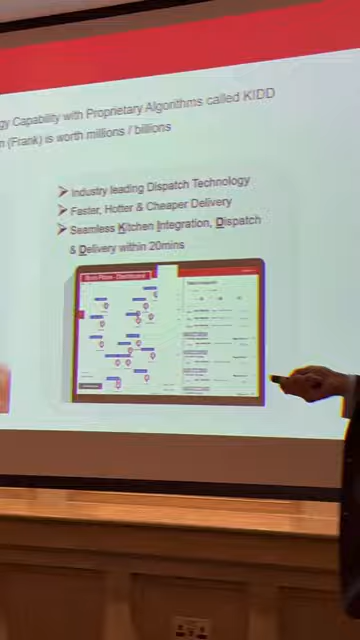 gy Capability with Proprietary Algorithms called KIDD
n (Frank) is worth millions / billions
Industry leading Dispatch Technology
Faster, Hotter & Cheaper Delivery
Seamless Kitchen Integration, Dispatch
& Delivery within 20mins